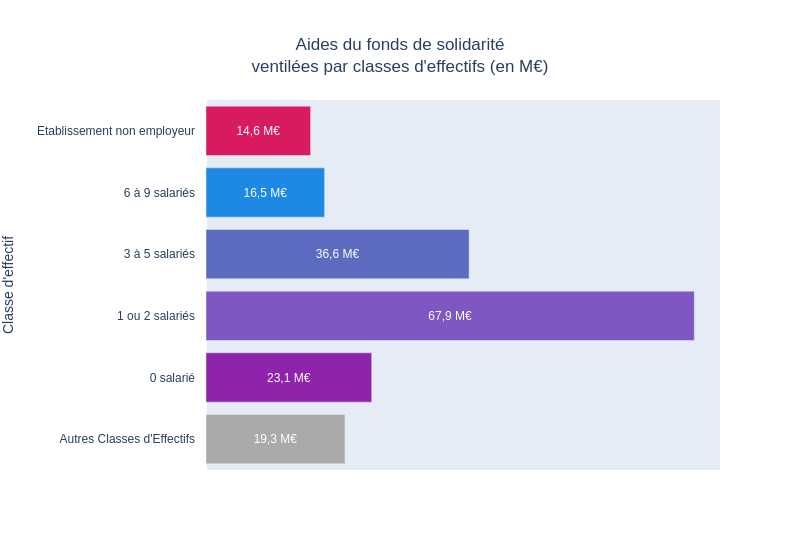 Aides du fonds de solidarité
ventilées par classes d'effectifs (en M€)
Classe d'effectif
Etablissement non employeur 14,6 M€
6 à 9 salariés 16,5 M€
3 à 5 salariés 36,6 M€
1 ou 2 salariés 67,9 M€
0 salarié 23,1 M€
Autres Classes d'Effectifs 19,3 M€